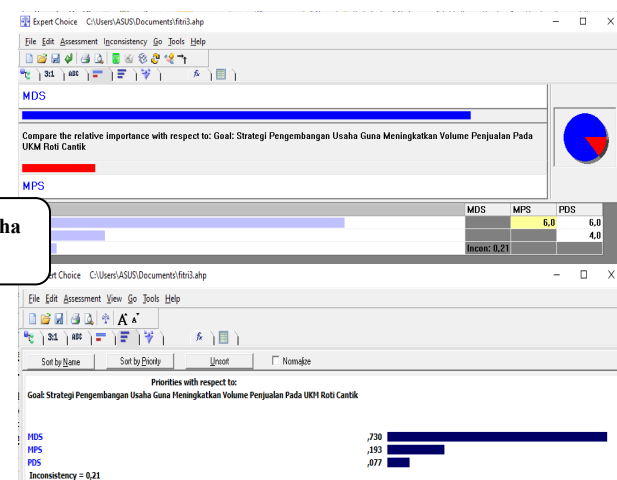 Expert Choice C:\Users\ASUS\Documents\fitri3.ahp
File Edit Assessment Inconsistency Go Tools Help
3:1 ABC
MDS
Compare the relative importance with respect to: Goal: Strategi Pengembangan Usaha Guna Meningkatkan Volume Penjualan Pada
UKM Roti Cantik
MPS
ha
MDS MPS PDS
6,0 6,0
4,0
Incon: 0,21
ert Choice C:\Users\ASUS\Documents\fitri3.ahp
File Edit Assessment View Go Tools Help
3:1 ABC
Sort by Name Sort by Priority Unsort Normalize
Priorities with respect to:
Goal: Strategi Pengembangan Usaha Guna Meningkatkan Volume Penjualan Pada UKM Roti Cantik
MDS ,730
MPS ,193
PDS ,077
Inconsistency = 0,21